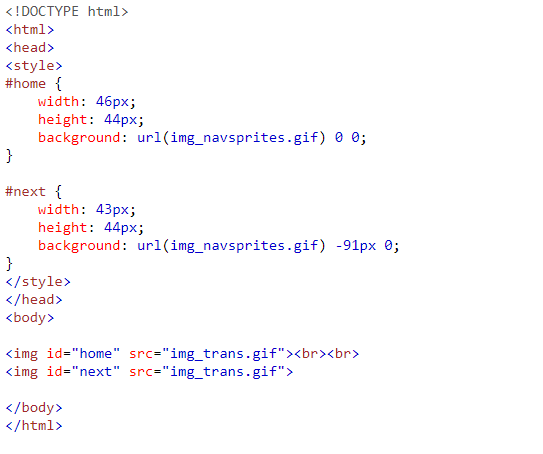 <!DOCTYPE html>
<html>
<head>
<style>
#home {
    width: 46px;
    height: 44px;
    background: url(img_navsprites.gif) 0 0;
}

#next {
    width: 43px;
    height: 44px;
    background: url(img_navsprites.gif) -91px 0;
}
</style>
</head>
<body>

<img id="home" src="img_trans.gif"><br><br>
<img id="next" src="img_trans.gif">

</body>
</html>